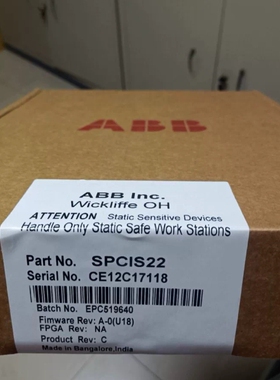 ABB
ABB Inc.
Wickliffe OH
ATTENTION Static Sensitive Devices
Handle Only Static Safe Work Stations
Part No. SPCIS22
Serial No. CE12C17118
Batch No. EPC519640
Fimware Rev: A-0(U18)
FPGA Rev: NA
Product Rev: C
Made in Bangalore,India